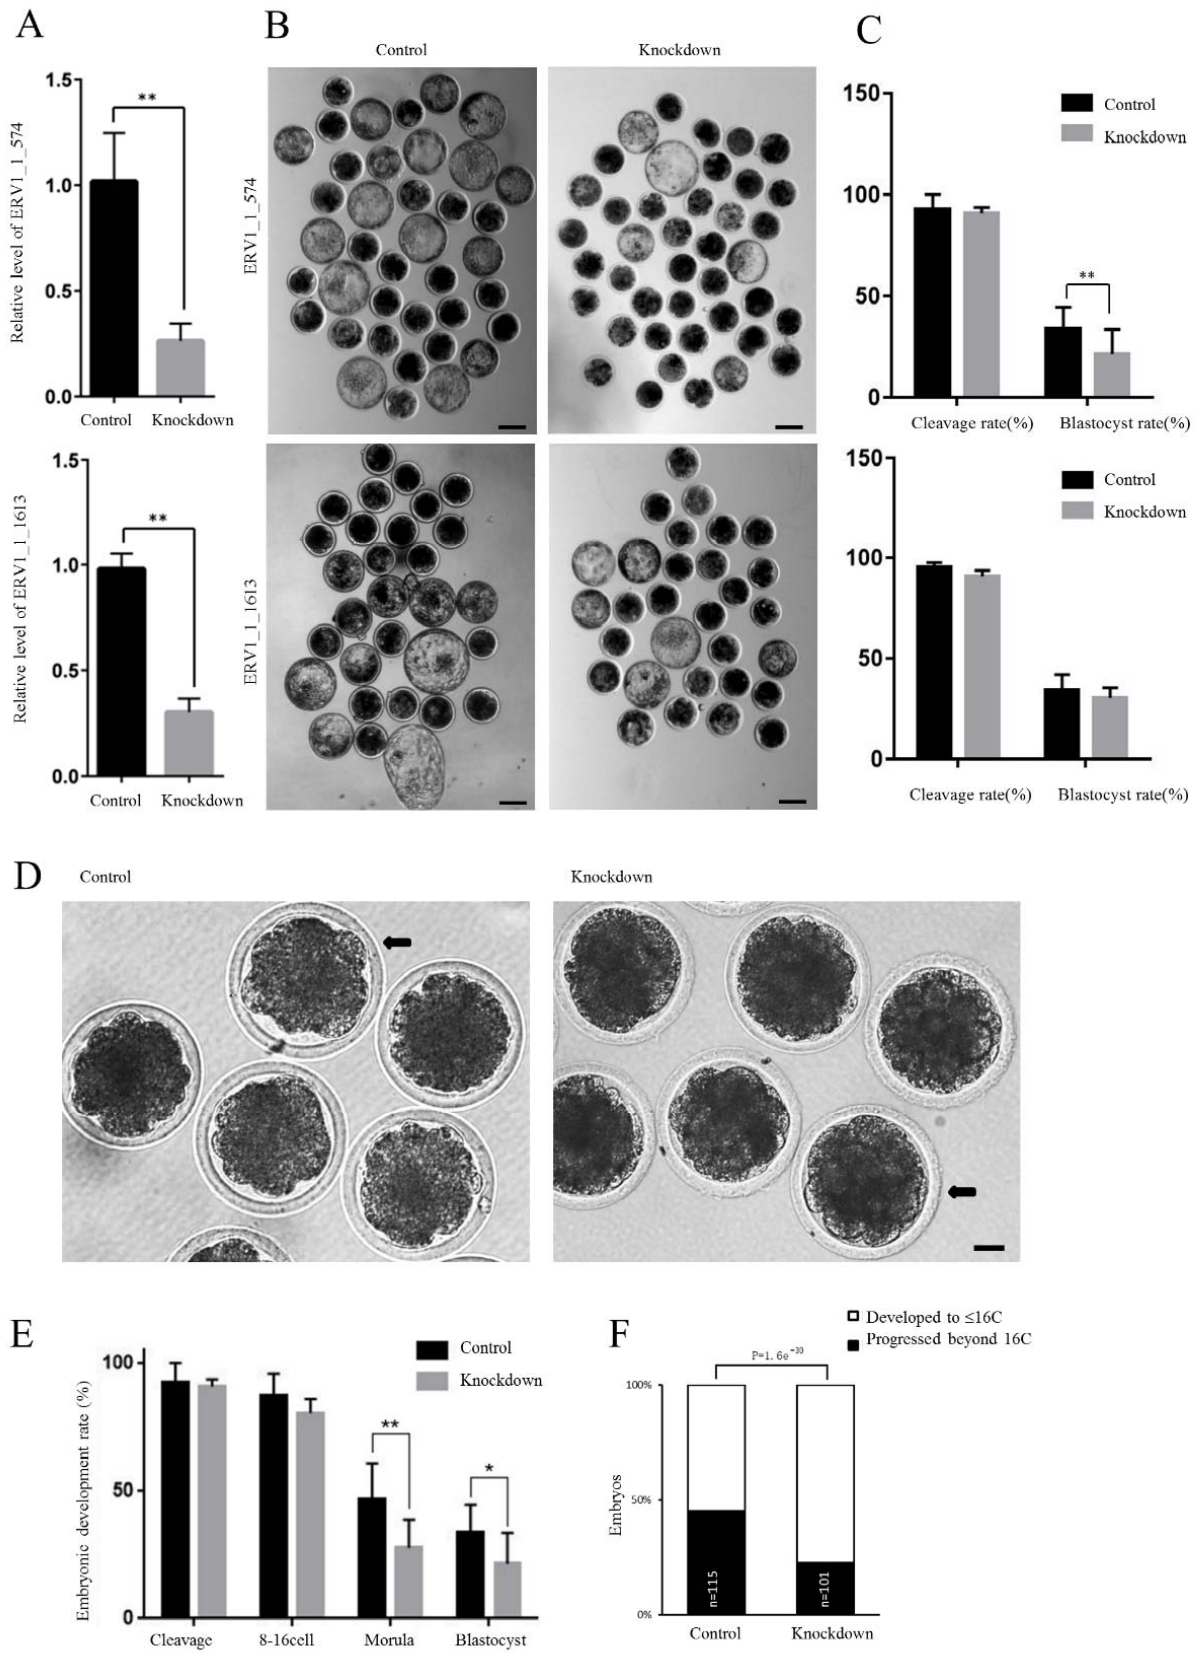 A
B
C
Control
Knockdown
1.5
1.0
0.5
0.0
**
Relative level of ERV1_1_574
Control
Knockdown
ERV1_1_574
150
100
50
0
Control
Knockdown
**
Cleavage rate(%)
Blastocyst rate(%)
1.5
1.0
0.5
0.0
**
Relative level of ERV1_1_1613
Control
Knockdown
ERV1_1_1613
150
100
50
0
Control
Knockdown
Cleavage rate(%)
Blastocyst rate(%)
D
Control
Knockdown
E
100
50
0
Embryonic development rate (%)
Control
Knockdown
**
*
Cleavage
8-16cell
Morula
Blastocyst
F
Developed to ≤16C
Progressed beyond 16C
P=1.6e⁻³⁰
100%
50%
0%
Embryos
n=115
n=101
Control
Knockdown